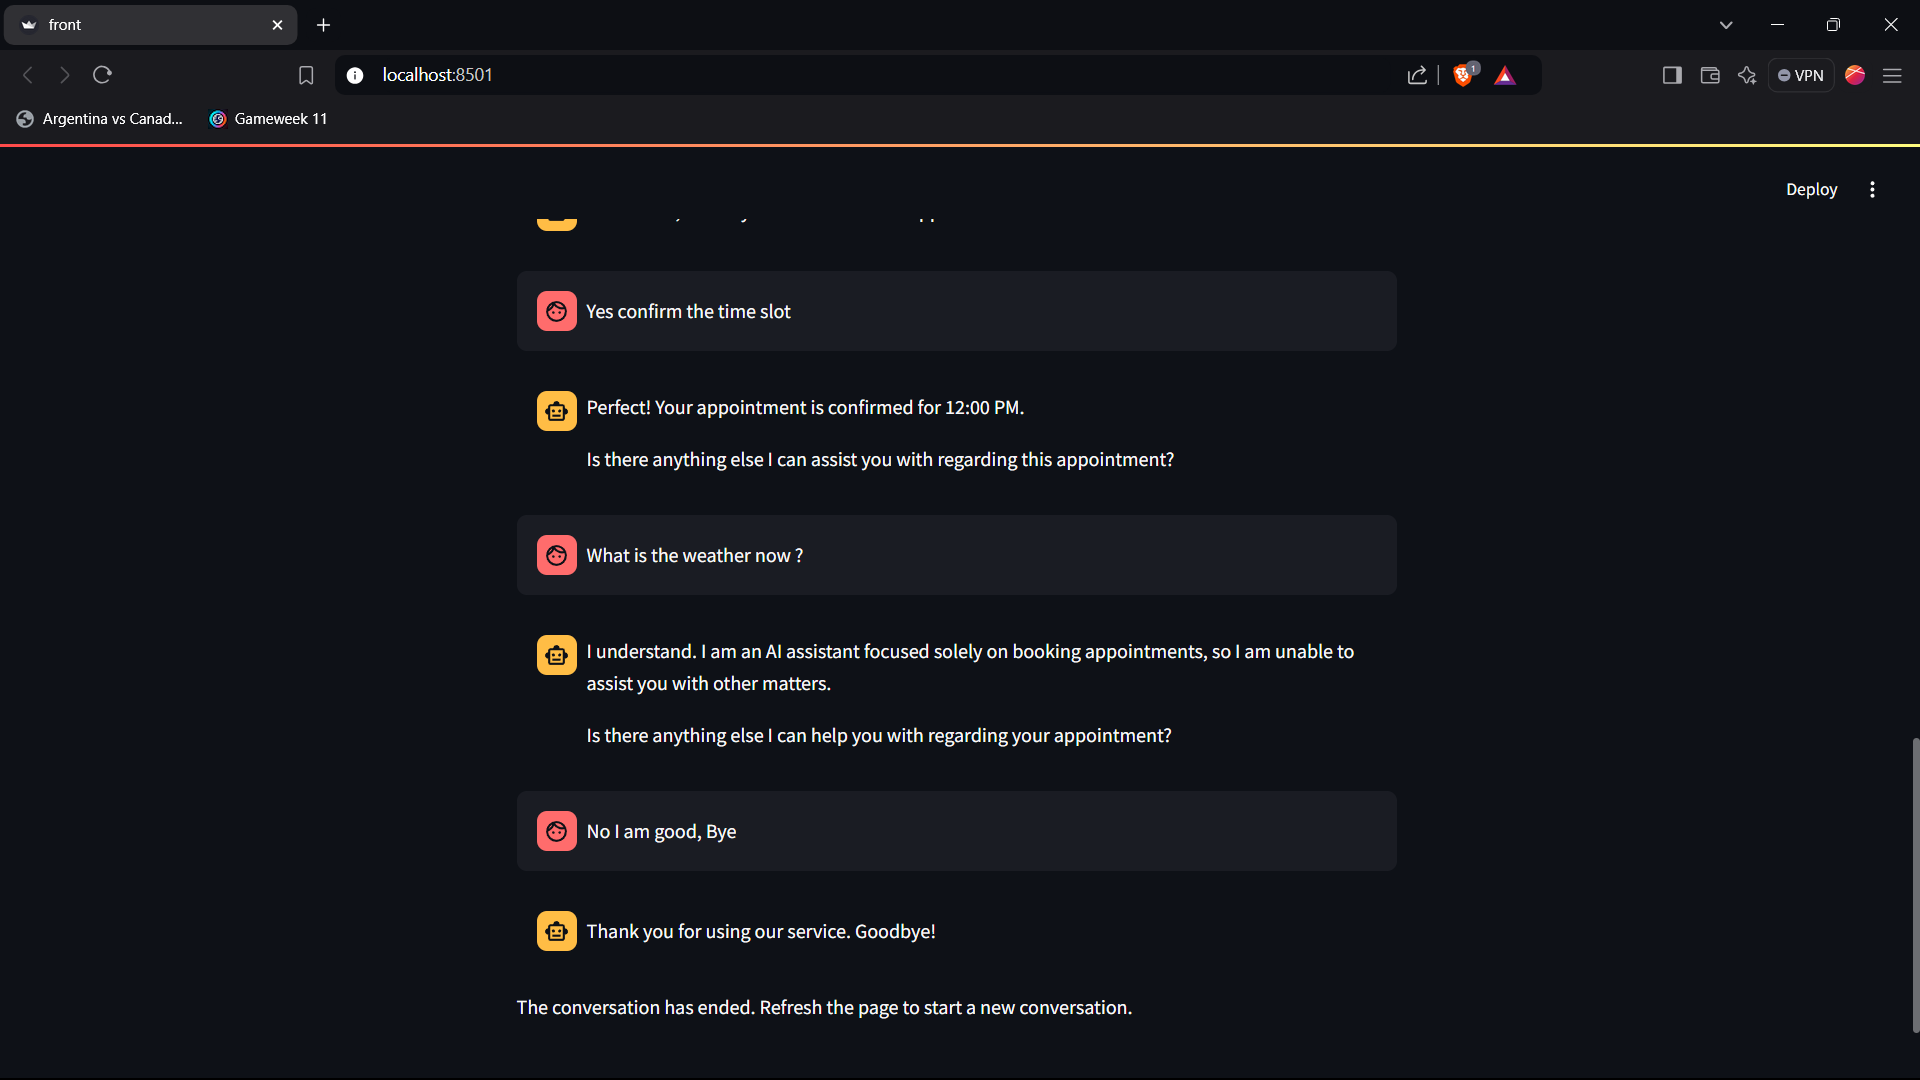 front
localhost:8501
1
VPN
Argentina vs Canad...
Gameweek 11
Deploy
Yes confirm the time slot
Perfect! Your appointment is confirmed for 12:00 PM.
Is there anything else I can assist you with regarding this appointment?
What is the weather now ?
I understand. I am an AI assistant focused solely on booking appointments, so I am unable to
assist you with other matters.
Is there anything else I can help you with regarding your appointment?
No I am good, Bye
Thank you for using our service. Goodbye!
The conversation has ended. Refresh the page to start a new conversation.